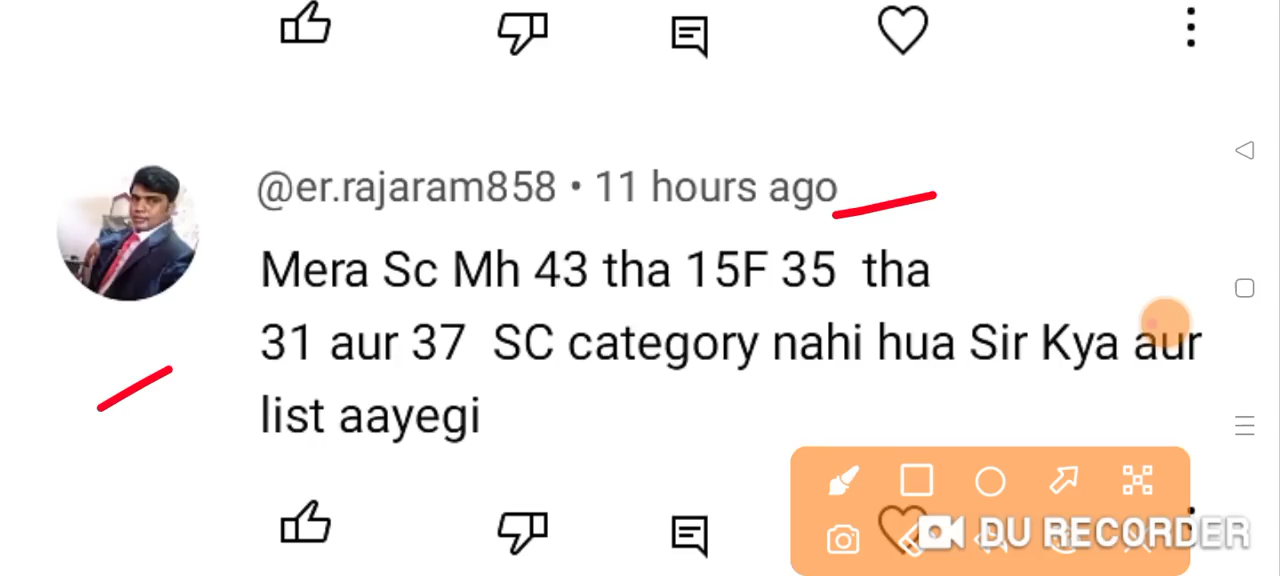 @er.rajaram858 • 11 hours ago
Mera Sc Mh 43 tha 15F 35 tha
31 aur 37 SC category nahi hua Sir Kya aur
list aayegi
DU RECORDER